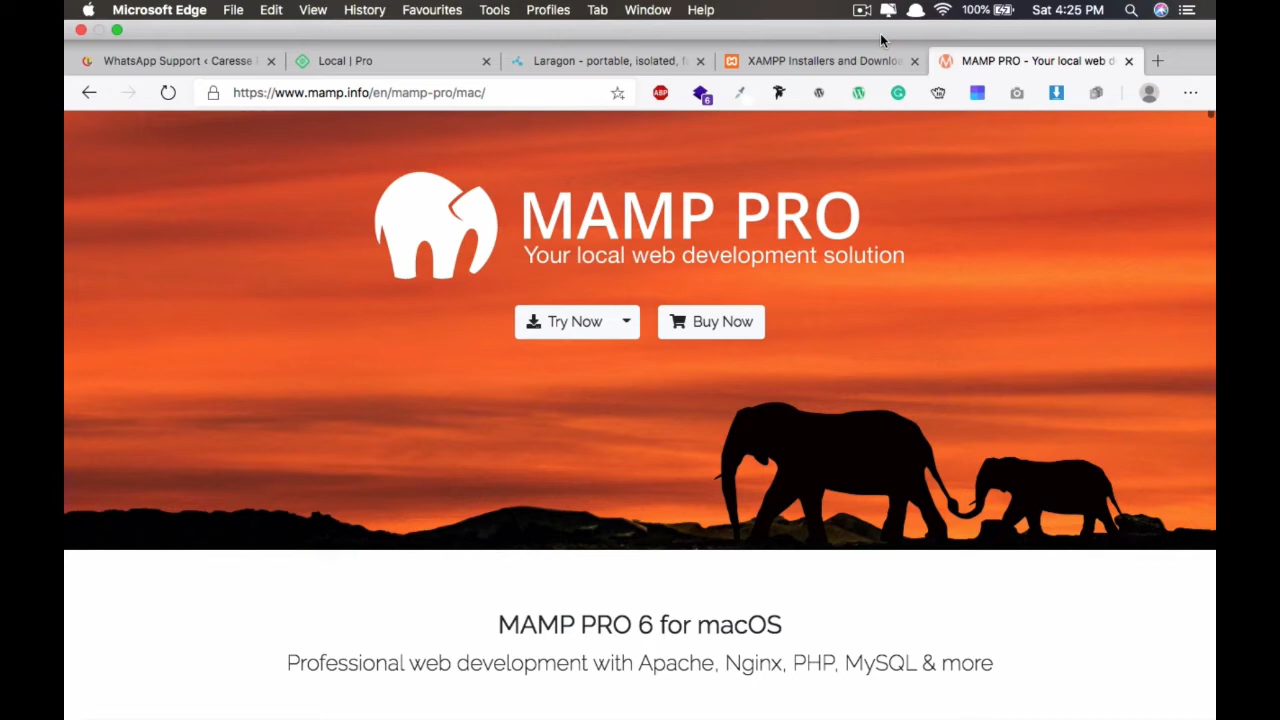 Microsoft Edge File Edit View History Favourites Tools Profiles Tab Window Help 100% Sat 4:25 PM
WhatsApp Support ‹ Caresse Local | Pro Laragon - portable, isolated, XAMPP Installers and Downlo MAMP PRO - Your local web d
https://www.mamp.info/en/mamp-pro/mac/ ABP 6
MAMP PRO
Your local web development solution
Try Now Buy Now
MAMP PRO 6 for macOS
Professional web development with Apache, Nginx, PHP, MySQL & more